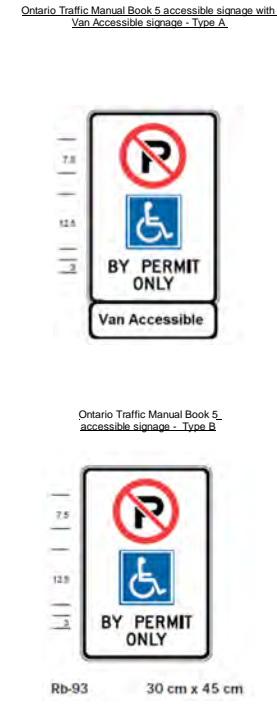 Ontario Traffic Manual Book 5 accessible signage with
Van Accessible signage - Type A
P
7.5
12.5
BY PERMIT
3
ONLY
Van Accessible
Ontario Traffic Manual Book 5
accessible signage - Type B
P
7.5
12.5
BY PERMIT
3
ONLY
Rb-93 30 cm x 45 cm